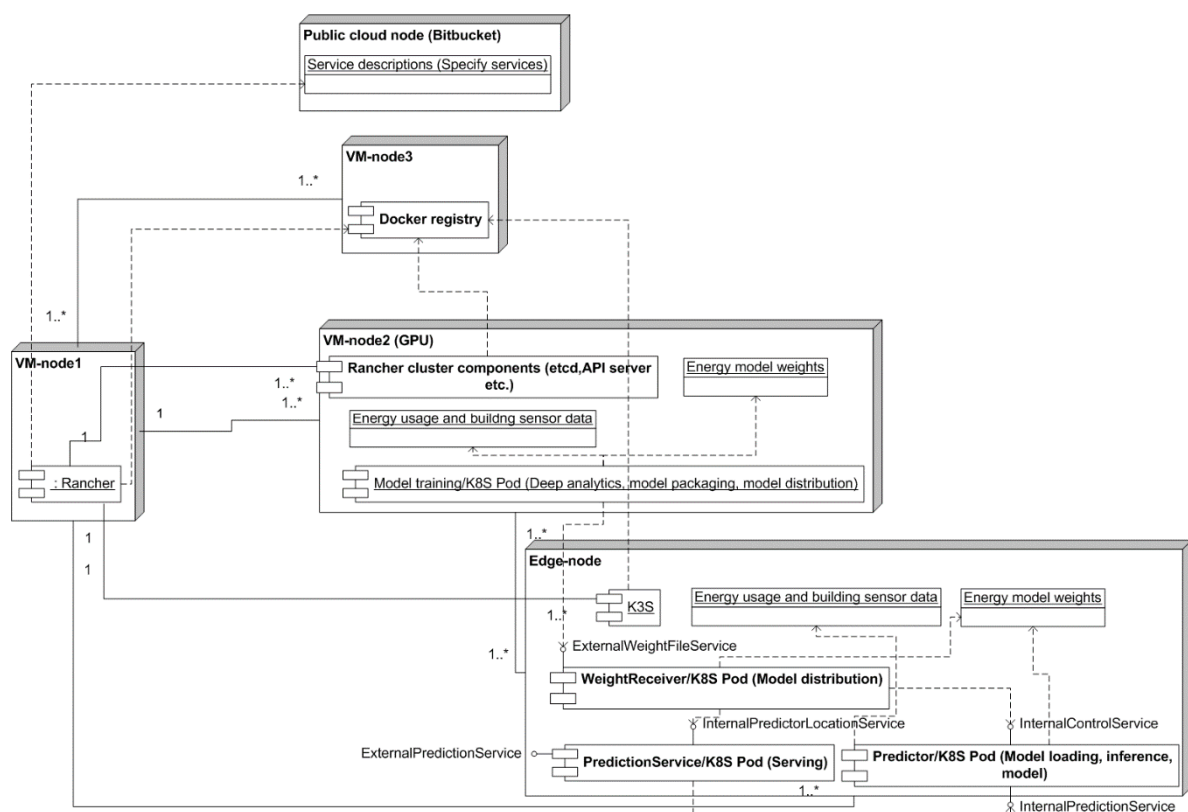 Public cloud node (Bitbucket)
Service descriptions (Specify services)
VM-node3
1..*
Docker registry
1..*
VM-node2 (GPU)
VM-node1
Rancher cluster components (etcd,API server
etc.)
Energy model weights
1..*
1..*
1
Energy usage and buildng sensor data
1
: Rancher
Model training/K8S Pod (Deep analytics, model packaging, model distribution)
1
1..*
Edge-node
1
K3S
Energy usage and building sensor data
Energy model weights
1..*
ExternalWeightFileService
1..*
WeightReceiver/K8S Pod (Model distribution)
InternalPredictorLocationService
InternalControlService
ExternalPredictionService
PredictionService/K8S Pod (Serving)
Predictor/K8S Pod (Model loading, inference,
model)
1..*
InternalPredictionService